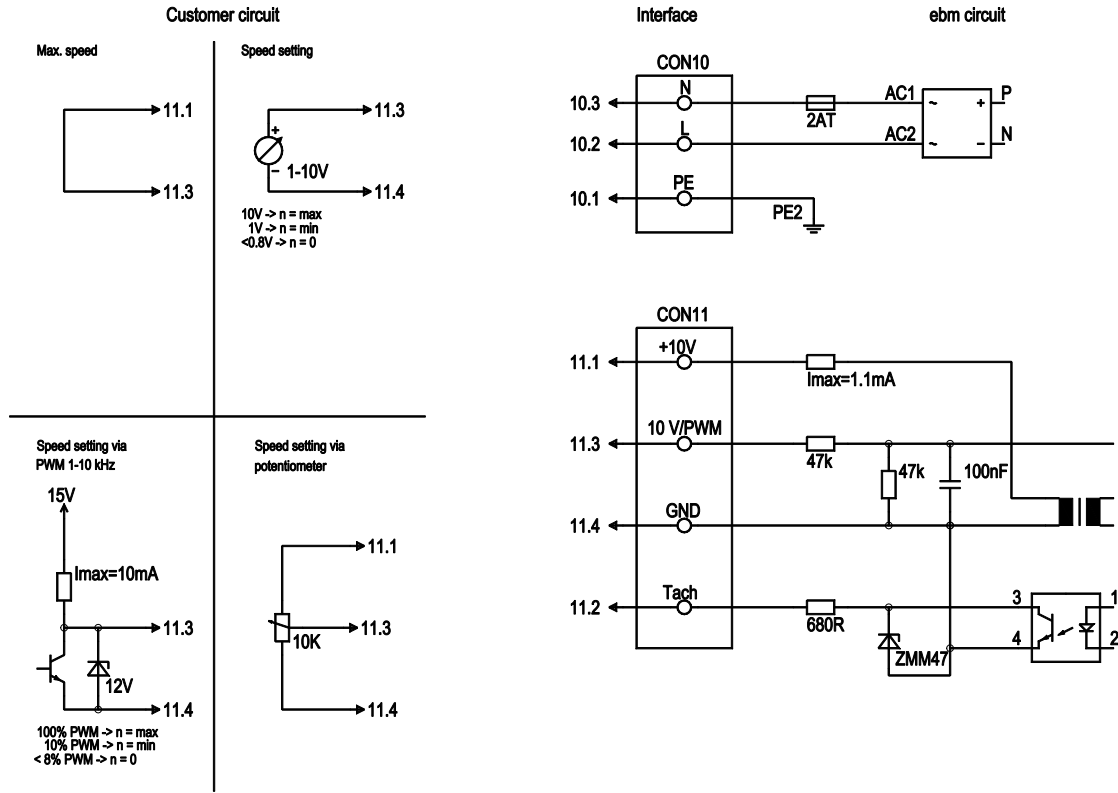 Customer circuit
Interface
ebm circuit
Max. speed
11.1
11.3
Speed setting
11.3
+
−
1-10V
11.4
10V -> n = max
1V -> n = min
<0.8V -> n = 0
CON10
10.3
N
2AT
AC1
~
+
P
10.2
L
AC2
~
−
N
10.1
PE
PE2
Speed setting via
PWM 1-10 kHz
15V
Imax=10mA
11.3
12V
11.4
100% PWM -> n = max
10% PWM -> n = min
< 8% PWM -> n = 0
Speed setting via
potentiometer
11.1
11.3
10K
11.4
CON11
11.1
+10V
Imax=1.1mA
11.3
10 V/PWM
47k
47k
100nF
11.4
GND
11.2
Tach
680R
ZMM47
3
4
1
2